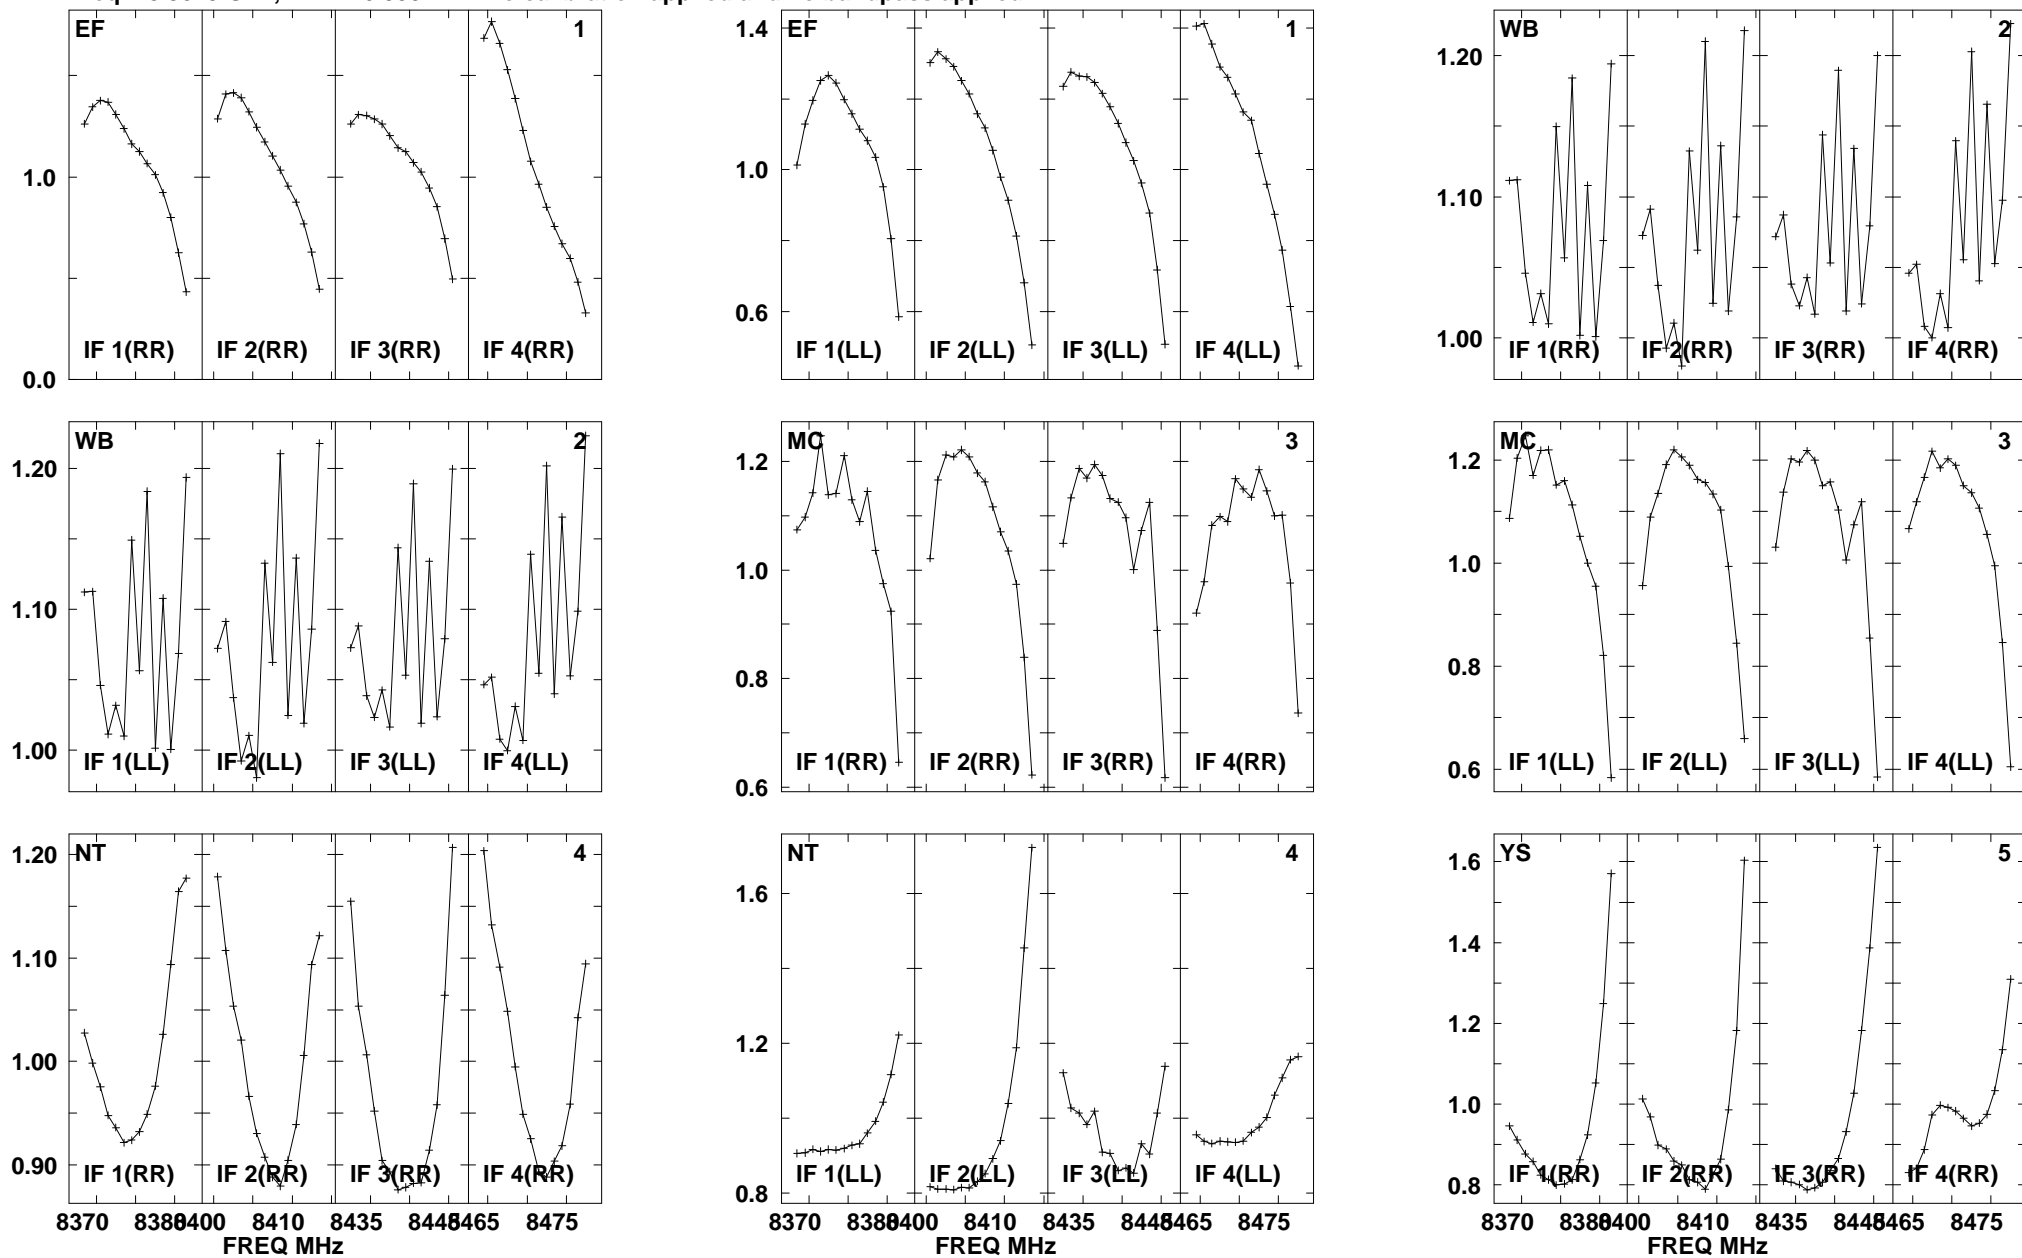 EF 1
1.0
0.0
IF 1(RR) IF 2(RR) IF 3(RR) IF 4(RR)
EF 1
1.4
1.0
0.6
IF 1(LL) IF 2(LL) IF 3(LL) IF 4(LL)
WB 2
1.20
1.10
1.00
IF 1(RR) IF 2(RR) IF 3(RR) IF 4(RR)
WB 2
1.20
1.10
1.00
IF 1(LL) IF 2(LL) IF 3(LL) IF 4(LL)
MC 3
1.2
1.0
0.8
0.6
IF 1(RR) IF 2(RR) IF 3(RR) IF 4(RR)
MC 3
1.2
1.0
0.8
0.6
IF 1(LL) IF 2(LL) IF 3(LL) IF 4(LL)
NT 4
1.20
1.10
1.00
0.90
IF 1(RR) IF 2(RR) IF 3(RR) IF 4(RR)
8370 8380 8400 8410 8435 8445 8465 8475
FREQ MHz
NT 4
1.6
1.2
0.8
IF 1(LL) IF 2(LL) IF 3(LL) IF 4(LL)
8370 8380 8400 8410 8435 8445 8465 8475
FREQ MHz
YS 5
1.6
1.4
1.2
1.0
0.8
IF 1(RR) IF 2(RR) IF 3(RR) IF 4(RR)
8370 8380 8400 8410 8435 8445 8465 8475
FREQ MHz